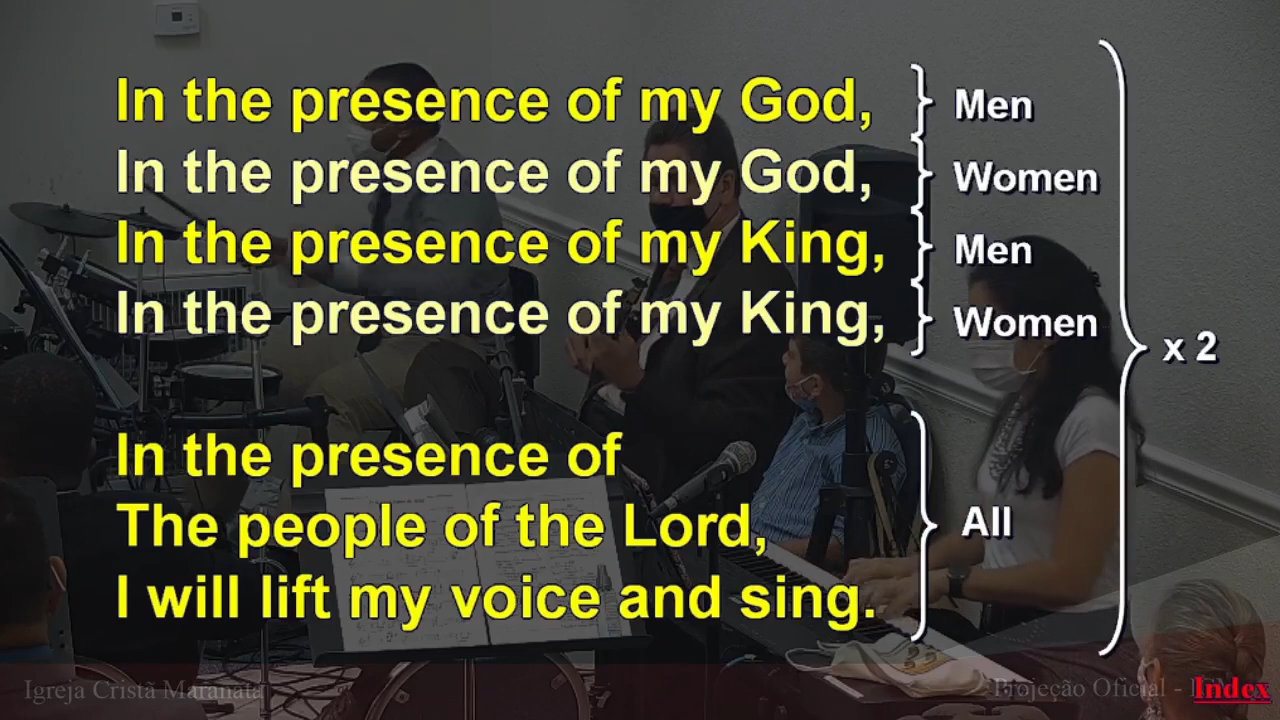 In the presence of my God, Men
In the presence of my God, Women
In the presence of my King, Men
In the presence of my King, Women
x 2
In the presence of
The people of the Lord, All
I will lift my voice and sing.
Igreja Cristã Maranata
Projeção Oficial - Index